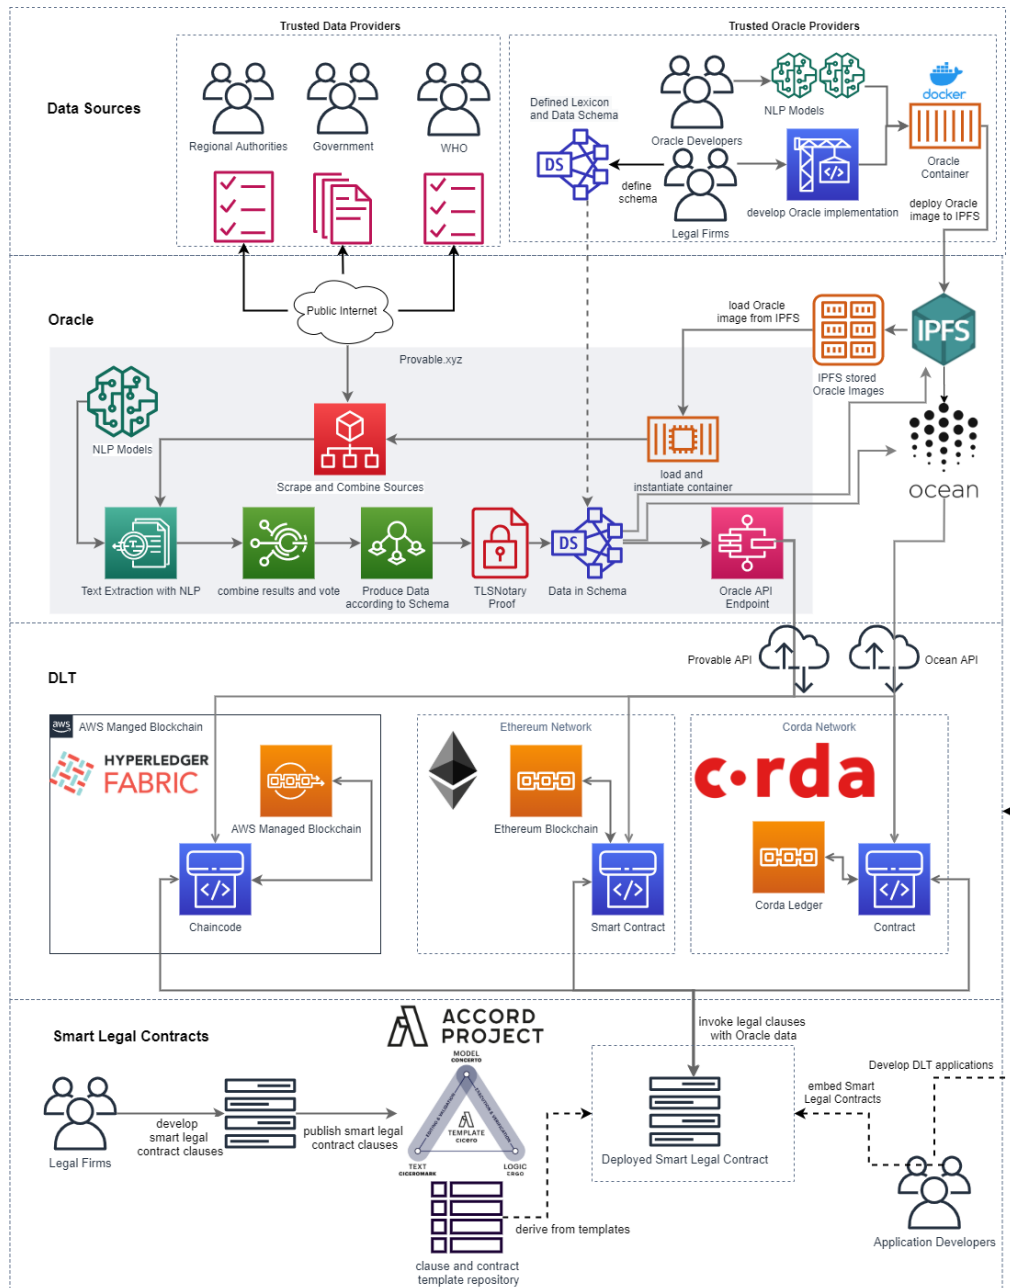 Trusted Data Providers
Trusted Oracle Providers
Data Sources
Regional Authorities
Government
WHO
Defined Lexicon
and Data Schema
DS
define
schema
Oracle Developers
Legal Firms
NLP Models
develop Oracle implementation
docker
Oracle
Container
deploy Oracle
image to IPFS
Oracle
Public Internet
Provable.xyz
load Oracle
image from IPFS
IPFS stored
Oracle Images
IPFS
ocean
NLP Models
Scrape and Combine Sources
load and
instantiate container
Text Extraction with NLP
combine results and vote
Produce Data
according to Schema
TLSNotary
Proof
DS
Data in Schema
Oracle API
Endpoint
Provable API
Ocean API
DLT
aws
AWS Manged Blockchain
HYPERLEDGER
FABRIC
AWS Managed Blockchain
Chaincode
Ethereum Network
Ethereum Blockchain
Smart Contract
Corda Network
c·rda
Corda Ledger
Contract
Smart Legal Contracts
Legal Firms
develop
smart legal
contract clauses
publish smart legal
contract clauses
ACCORD
PROJECT
MODEL
CONCERTO
EDITING & VALIDATION
EXECUTION & VERIFICATION
TEMPLATE
cicero
TEXT
CICEROMARK
LOGIC
ERGO
clause and contract
template repository
derive from templates
invoke legal clauses
with Oracle data
Deployed Smart Legal Contract
embed Smart
Legal Contracts
Develop DLT applications
Application Developers